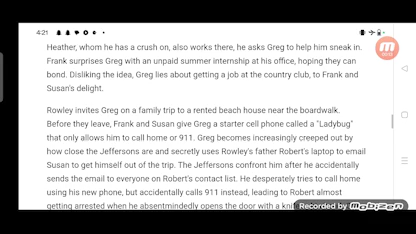 4:21
Heather, whom he has a crush on, also works there, he asks Greg to help him sneak in.
Frank surprises Greg with an unpaid summer internship at his office, hoping they can
bond. Disliking the idea, Greg lies about getting a job at the country club, to Frank and
Susan's delight.
Rowley invites Greg on a family trip to a rented beach house near the boardwalk.
Before they leave, Frank and Susan give Greg a starter cell phone called a "Ladybug"
that only allows him to call home or 911. Greg becomes increasingly creeped out by
how close the Jeffersons are and secretly uses Rowley's father Robert's laptop to email
Susan to get himself out of the trip. The Jeffersons confront him after he accidentally
sends the email to everyone on Robert's contact list. He desperately tries to call home
using his new phone, but accidentally calls 911 instead, leading to Robert almost
getting arrested when he absentmindedly opens the door with a knife
Recorded by Mobizen